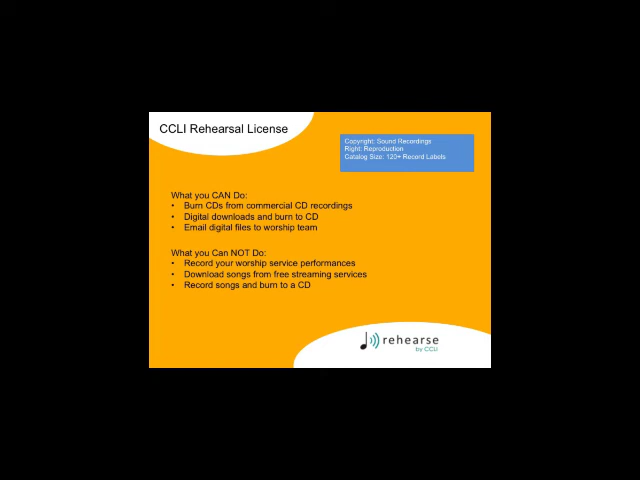 CCLI Rehearsal License
Copyright: Sound Recordings
Right: Reproduction
Catalog Size: 123+ Record Labels
What you CAN Do:
• Burn CDs from commercial CD recordings
• Digital downloads and burn to CD
• Email digital files to worship team
What you Can NOT Do:
• Record your worship service performances
• Download songs from free streaming services
• Record songs and burn to a CD
rehearse
by CCLI